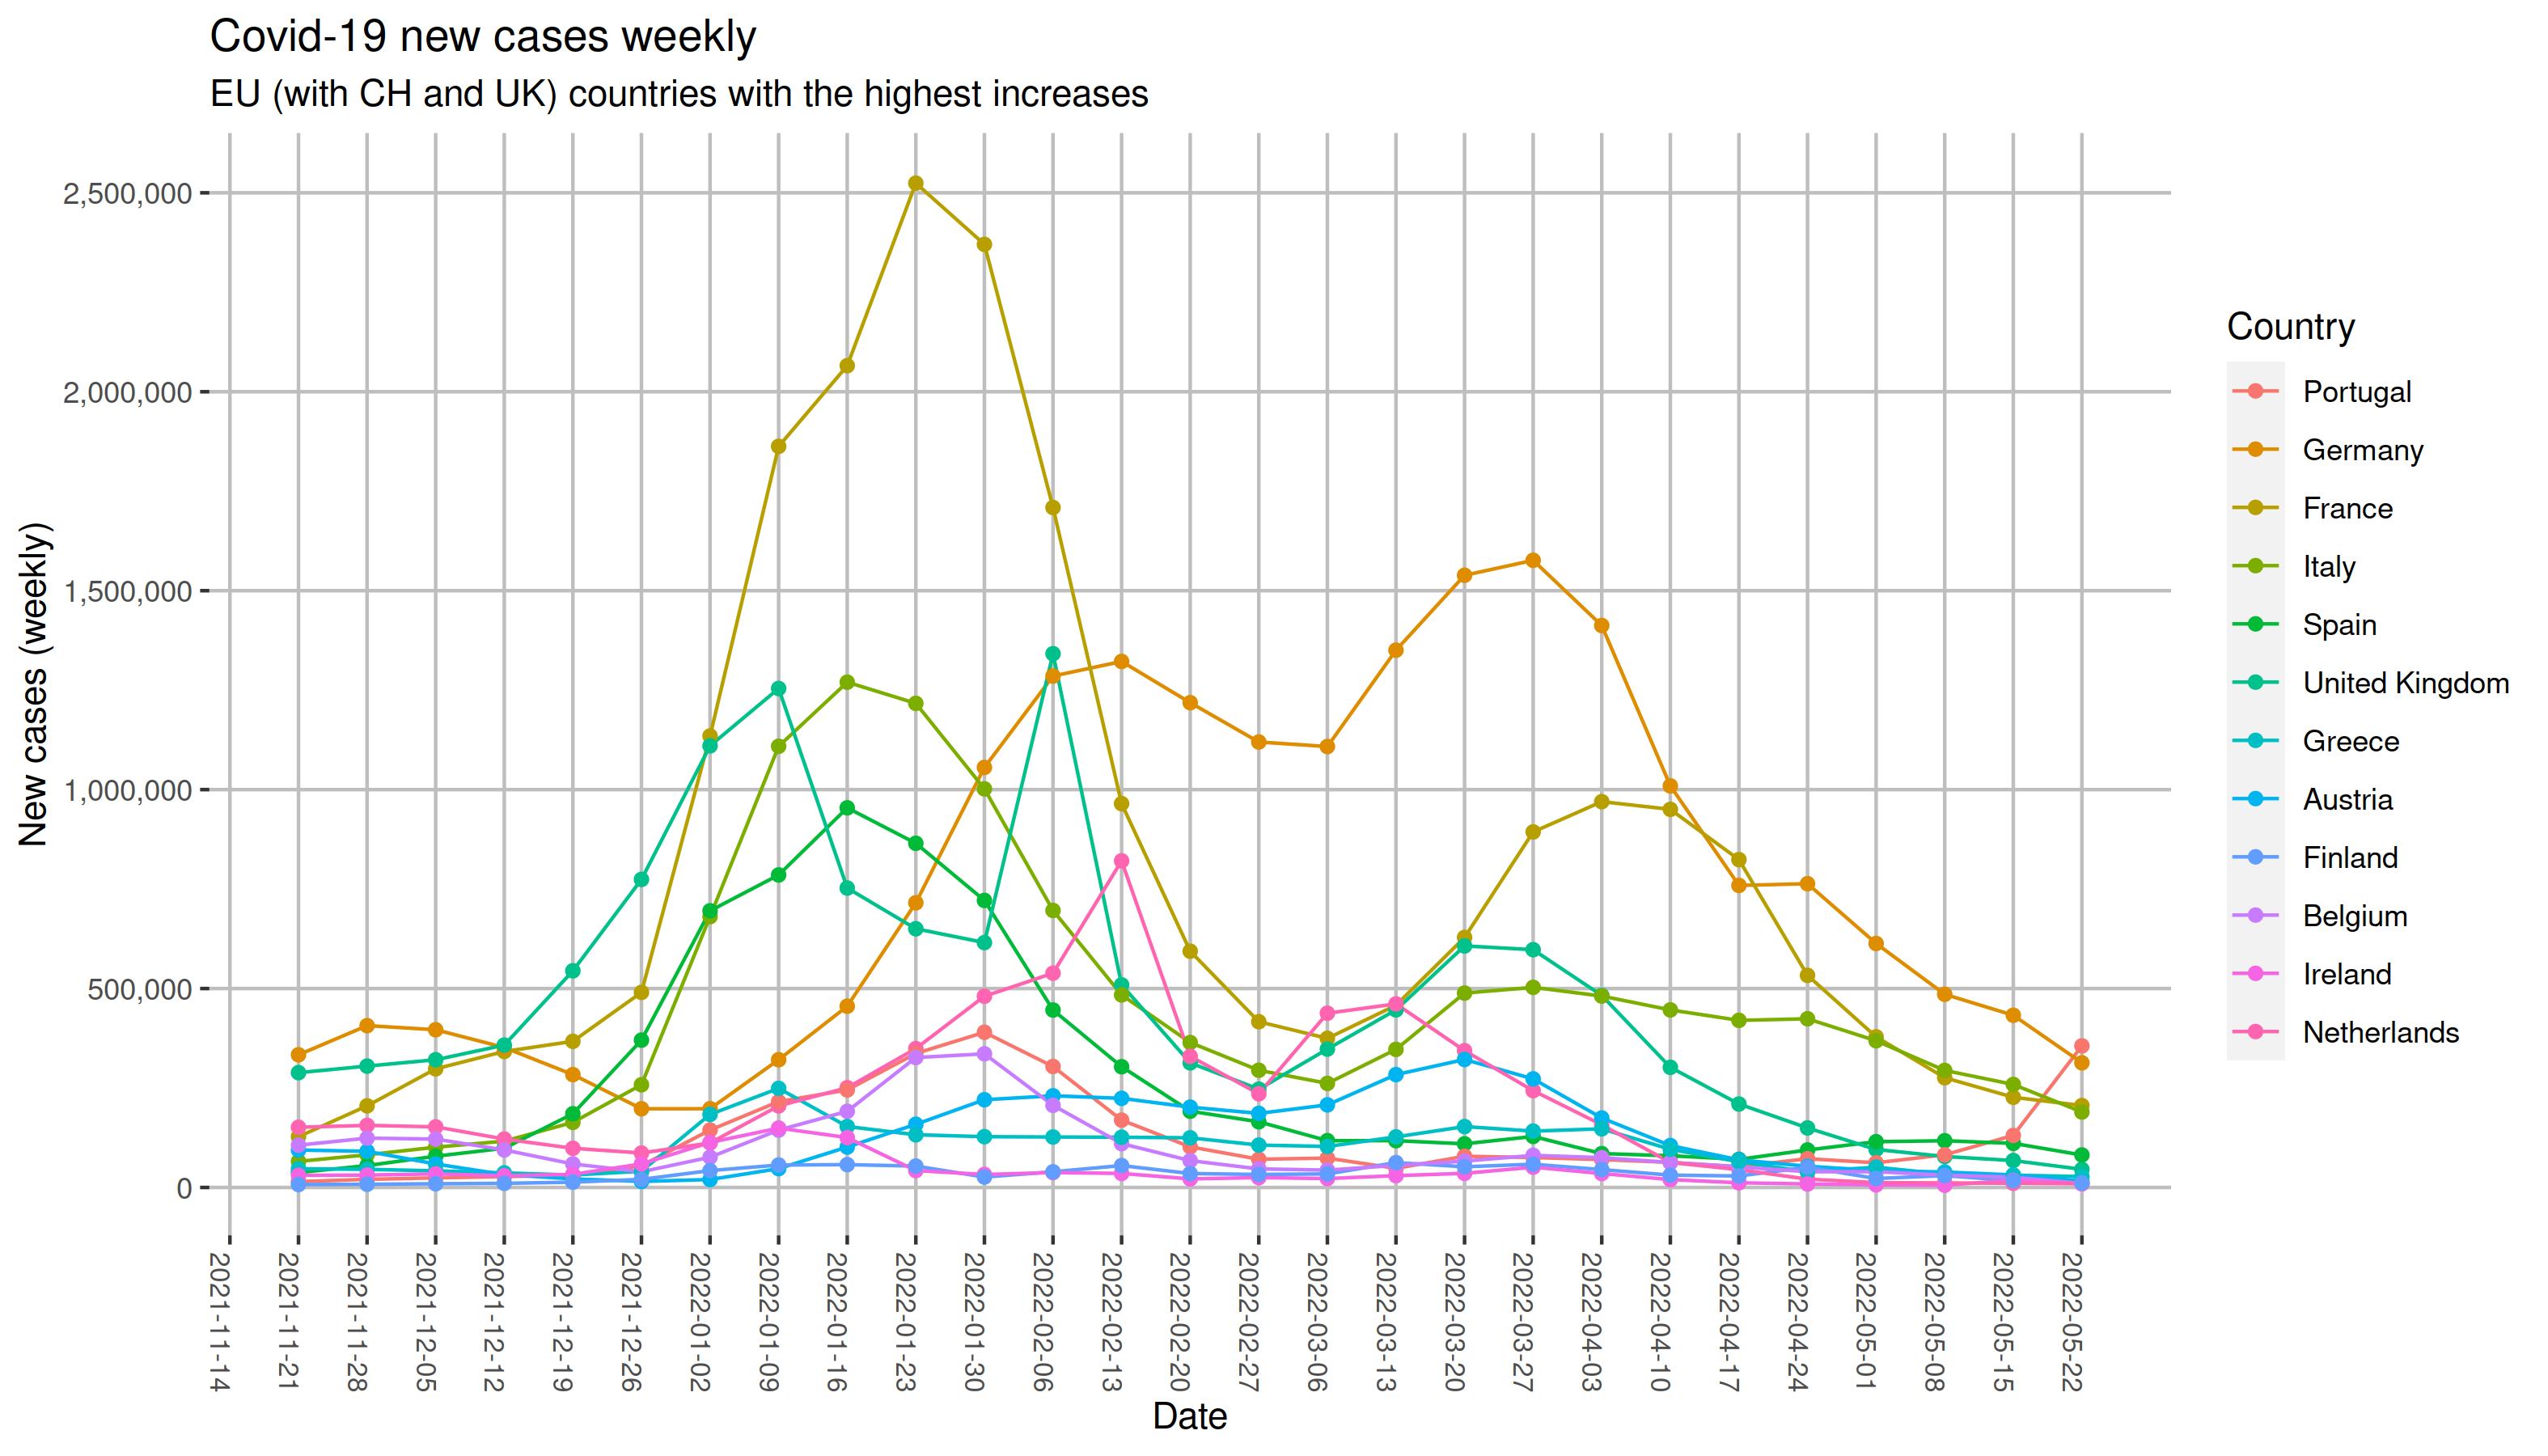 Covid-19 new cases weekly
EU (with CH and UK) countries with the highest increases
New cases (weekly)
2,500,000
2,000,000
1,500,000
1,000,000
500,000
0
2021-11-14
2021-11-21
2021-11-28
2021-12-05
2021-12-12
2021-12-19
2021-12-26
2022-01-02
2022-01-09
2022-01-16
2022-01-23
2022-01-30
2022-02-06
2022-02-13
2022-02-20
2022-02-27
2022-03-06
2022-03-13
2022-03-20
2022-03-27
2022-04-03
2022-04-10
2022-04-17
2022-04-24
2022-05-01
2022-05-08
2022-05-15
2022-05-22
Date
Country
Portugal
Germany
France
Italy
Spain
United Kingdom
Greece
Austria
Finland
Belgium
Ireland
Netherlands